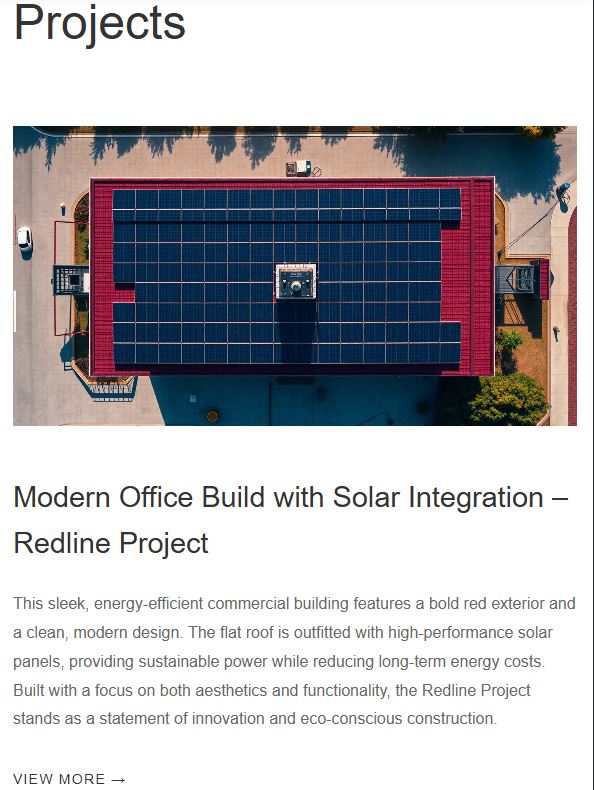 Projects
Modern Office Build with Solar Integration –
Redline Project
This sleek, energy-efficient commercial building features a bold red exterior and
a clean, modern design. The flat roof is outfitted with high-performance solar
panels, providing sustainable power while reducing long-term energy costs.
Built with a focus on both aesthetics and functionality, the Redline Project
stands as a statement of innovation and eco-conscious construction.
VIEW MORE →